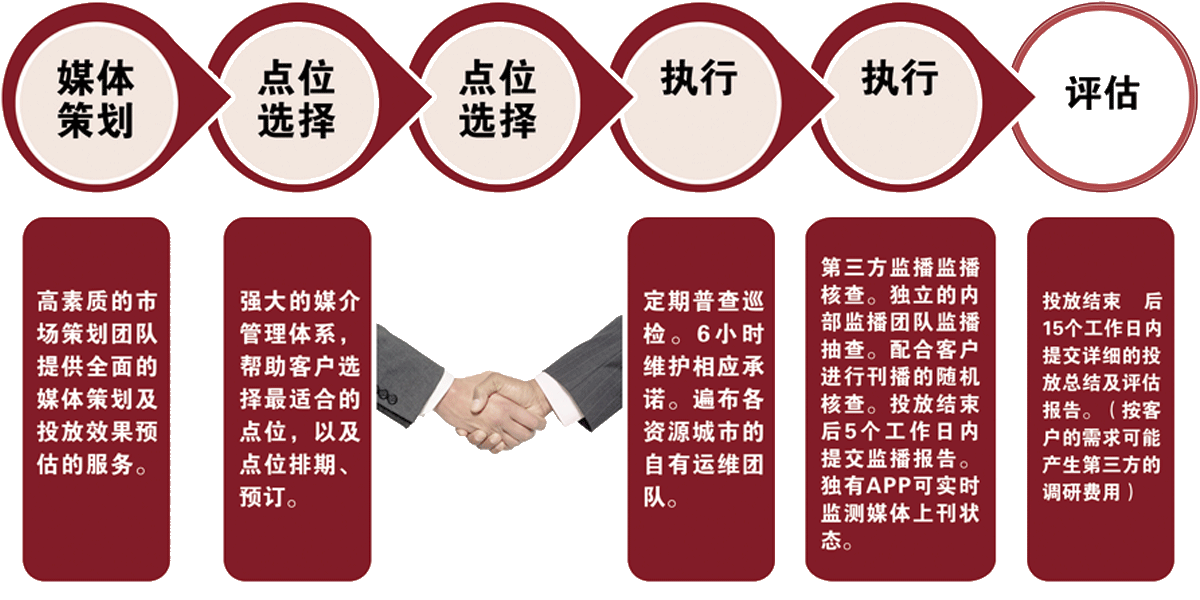 媒体
策划
点位
选择
点位
选择
执行
执行
评估
高素质的市
场策划团队
提供全面的
媒体策划及
投放效果预
估的服务。
强大的媒介
管理体系，
帮助客户选
择最适合的
点位，以及
点位排期、
预订。
定期普查巡
检。6小时
维护相应承
诺。遍布各
资源城市的
自有运维团
队。
第三方监播监播
核查。独立的内
部监播团队监播
抽查。配合客户
进行刊播的随机
核查。投放结束
后5个工作日内
提交监播报告。
独有APP可实时
监测媒体上刊状
态。
投放结束 后
15个工作日内
提交详细的投
放总结及评估
报告。（按客
户的需求可能
产生第三方的
调研费用）